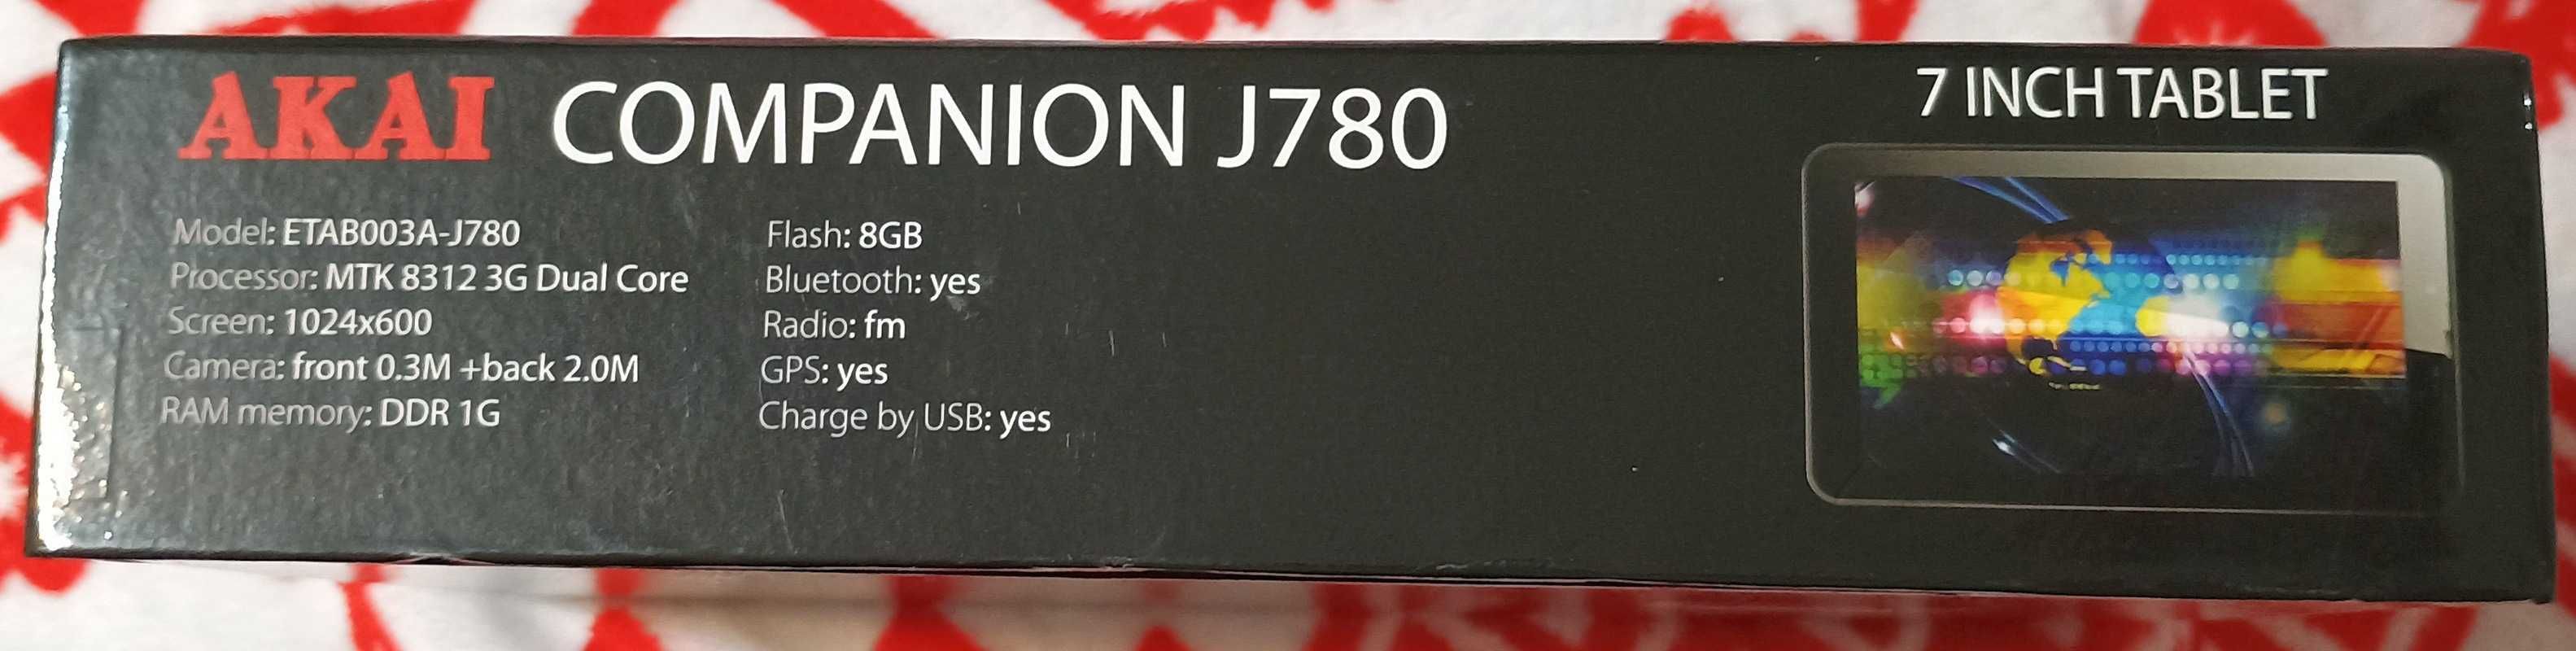 AKAI COMPANION J780
7 INCH TABLET
Model: ETAB003A-J780
Processor: MTK 8312 3G Dual Core
Screen: 1024x600
Camera: front 0.3M +back 2.0M
RAM memory: DDR 1G
Flash: 8GB
Bluetooth: yes
Radio: fm
GPS: yes
Charge by USB: yes